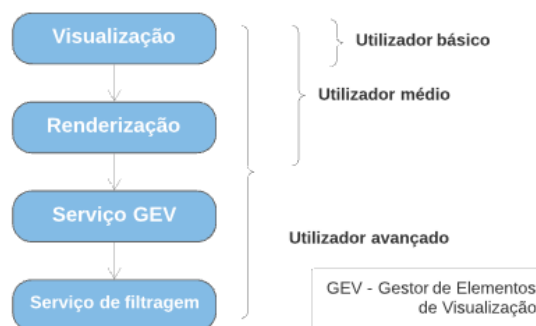 Visualização
Utilizador básico
Utilizador médio
Renderização
Serviço GEV
Utilizador avançado
Serviço de filtragem
GEV - Gestor de Elementos
de Visualização